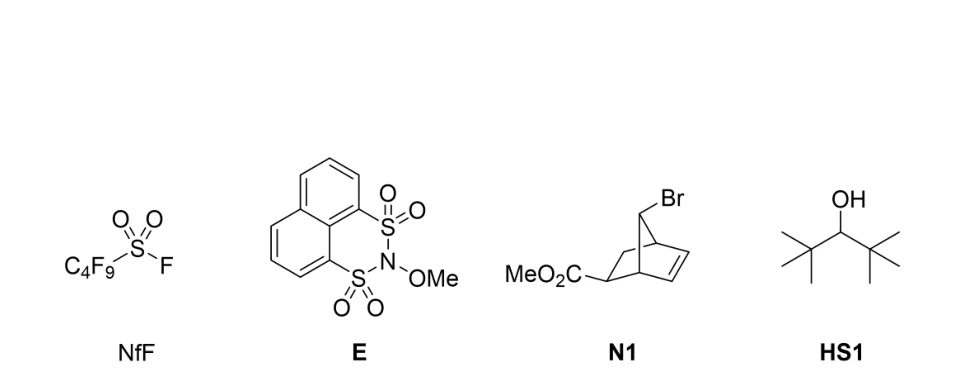 O O
S
C4F9 F
NfF
O
S O
N
S OMe
O O
E
Br
MeO2C
N1
OH
HS1